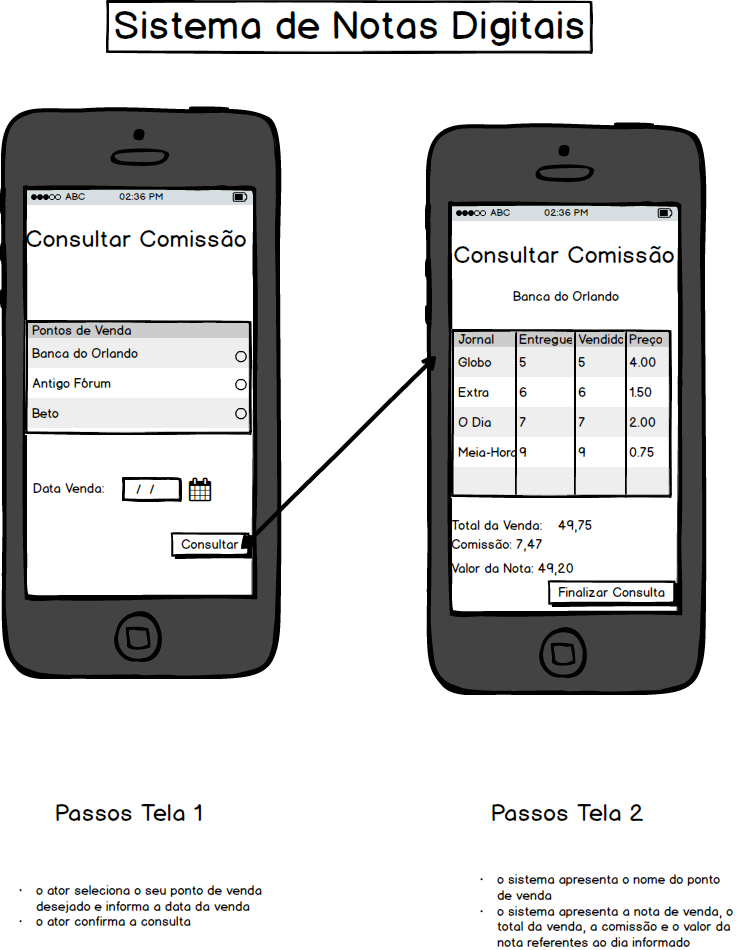 Sistema de Notas Digitais
ABC 02:36 PM
Consultar Comissão
Pontos de Venda
Banca do Orlando
Antigo Fôrum
Beto
Data Venda: / /
Consultar
ABC 02:36 PM
Consultar Comissão
Banca do Orlando
Jornal Entregue Vendido Preço
Globo 5 5 4.00
Extra 6 6 1.50
O Dia 7 7 2.00
Meia-Hora 9 9 0.75
Total da Venda: 49,75
Comissão: 7,47
Valor da Nota: 49,20
Finalizar Consulta
Passos Tela 1
· o ator seleciona o seu ponto de venda
desejado e informa a data da venda
· o ator confirma a consulta
Passos Tela 2
· o sistema apresenta o nome do ponto
de venda
· o sistema apresenta a nota de venda, o
total da venda, a comissão e o valor da
nota referentes ao dia informado